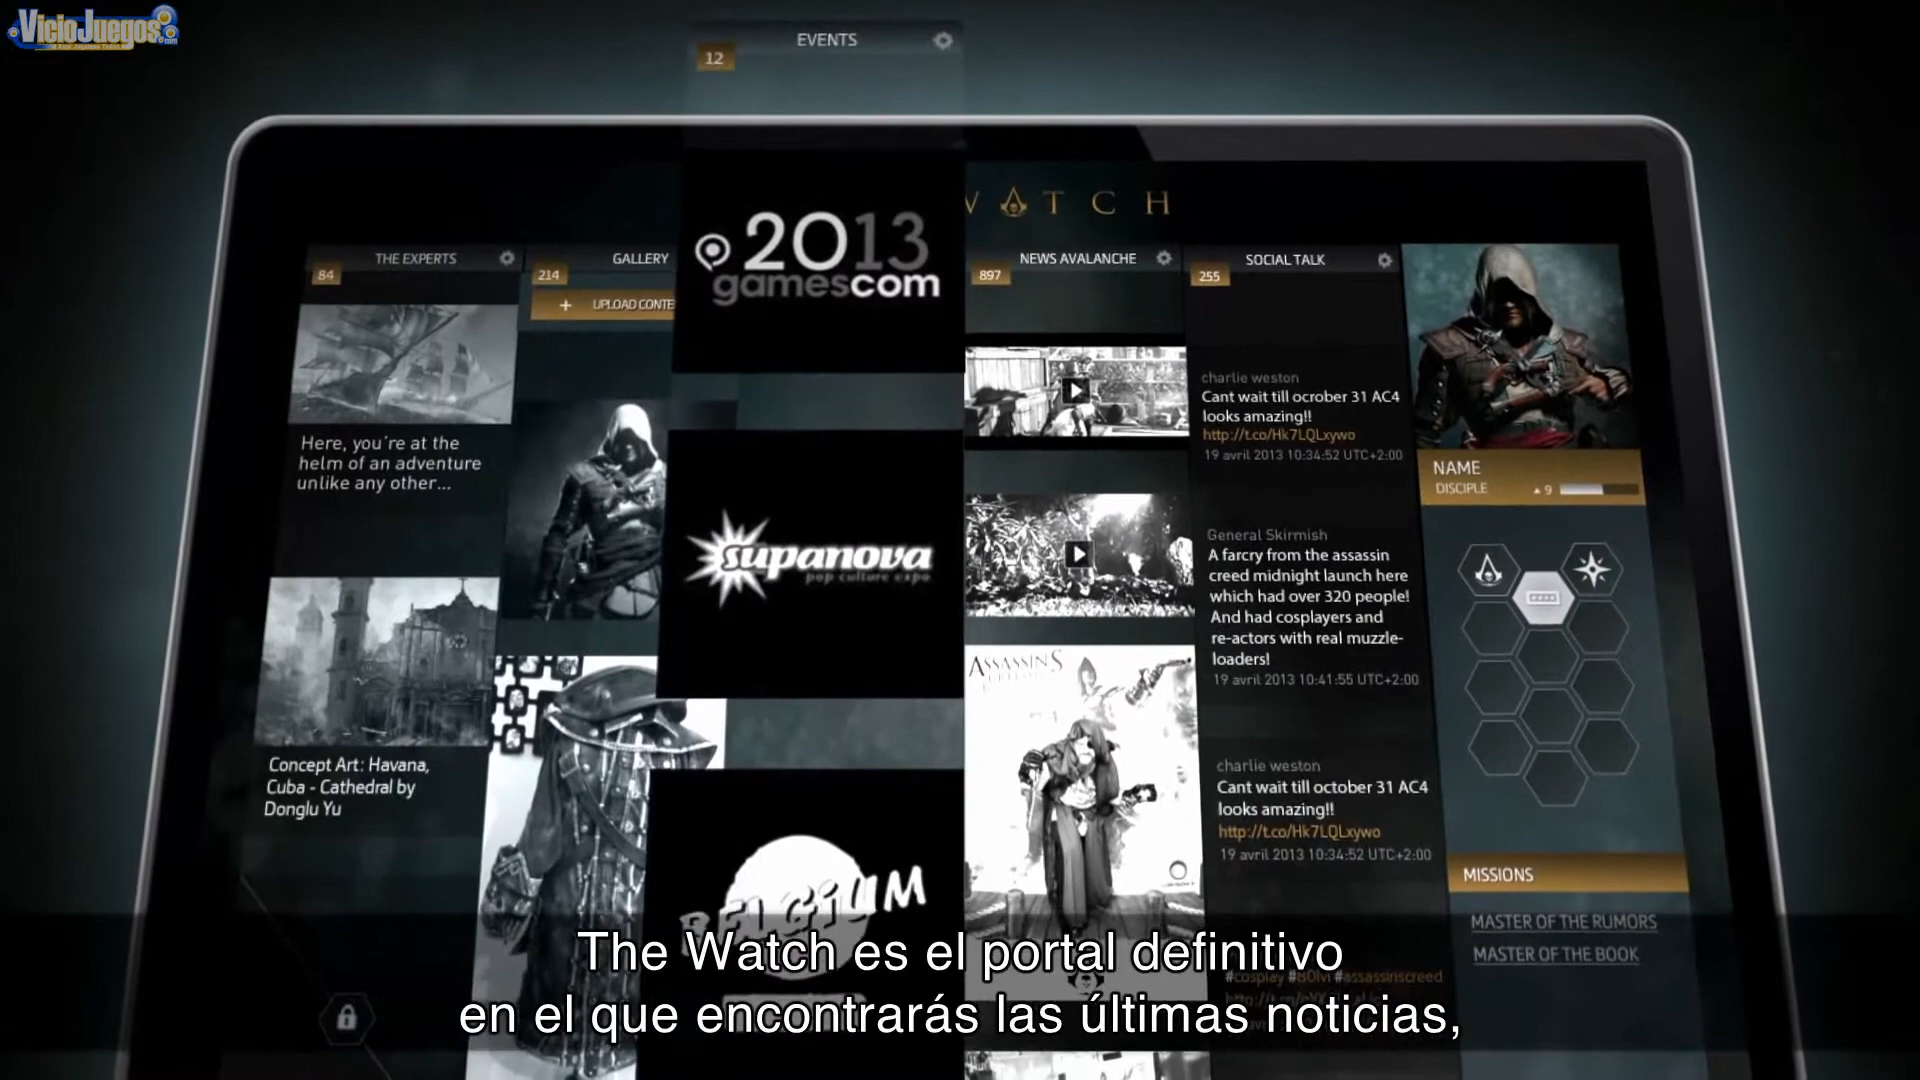 VicioJuegos.com
EVENTS
12
WATCH
THE EXPERTS
84
Here, you're at the
helm of an adventure
unlike any other...
Concept Art: Havana,
Cuba - Cathedral by
Donglu Yu
GALLERY
214
+ UPLOAD CONTE
2013
gamescom
supanova
pop culture expo
BELGIUM
NEWS AVALANCHE
897
ASSASSIN'S
SOCIAL TALK
255
charlie weston
Cant wait till ocrober 31 AC4
looks amazing!!
http://t.co/Hk7LQLxywo
19 avril 2013 10:34:52 UTC+2:00
General Skirmish
A farcry from the assassin
creed midnight launch here
which had over 320 people!
And had cosplayers and
re-actors with real muzzle-
loaders!
19 avril 2013 10:41:55 UTC+2:00
charlie weston
Cant wait till october 31 AC4
looks amazing!!
http://t.co/Hk7LQLxywo
19 avril 2013 10:34:52 UTC+2:00
#cosplay #assassinscreed
NAME
DISCIPLE
9
MISSIONS
MASTER OF THE RUMORS
MASTER OF THE BOOK
The Watch es el portal definitivo
en el que encontrarás las últimas noticias,